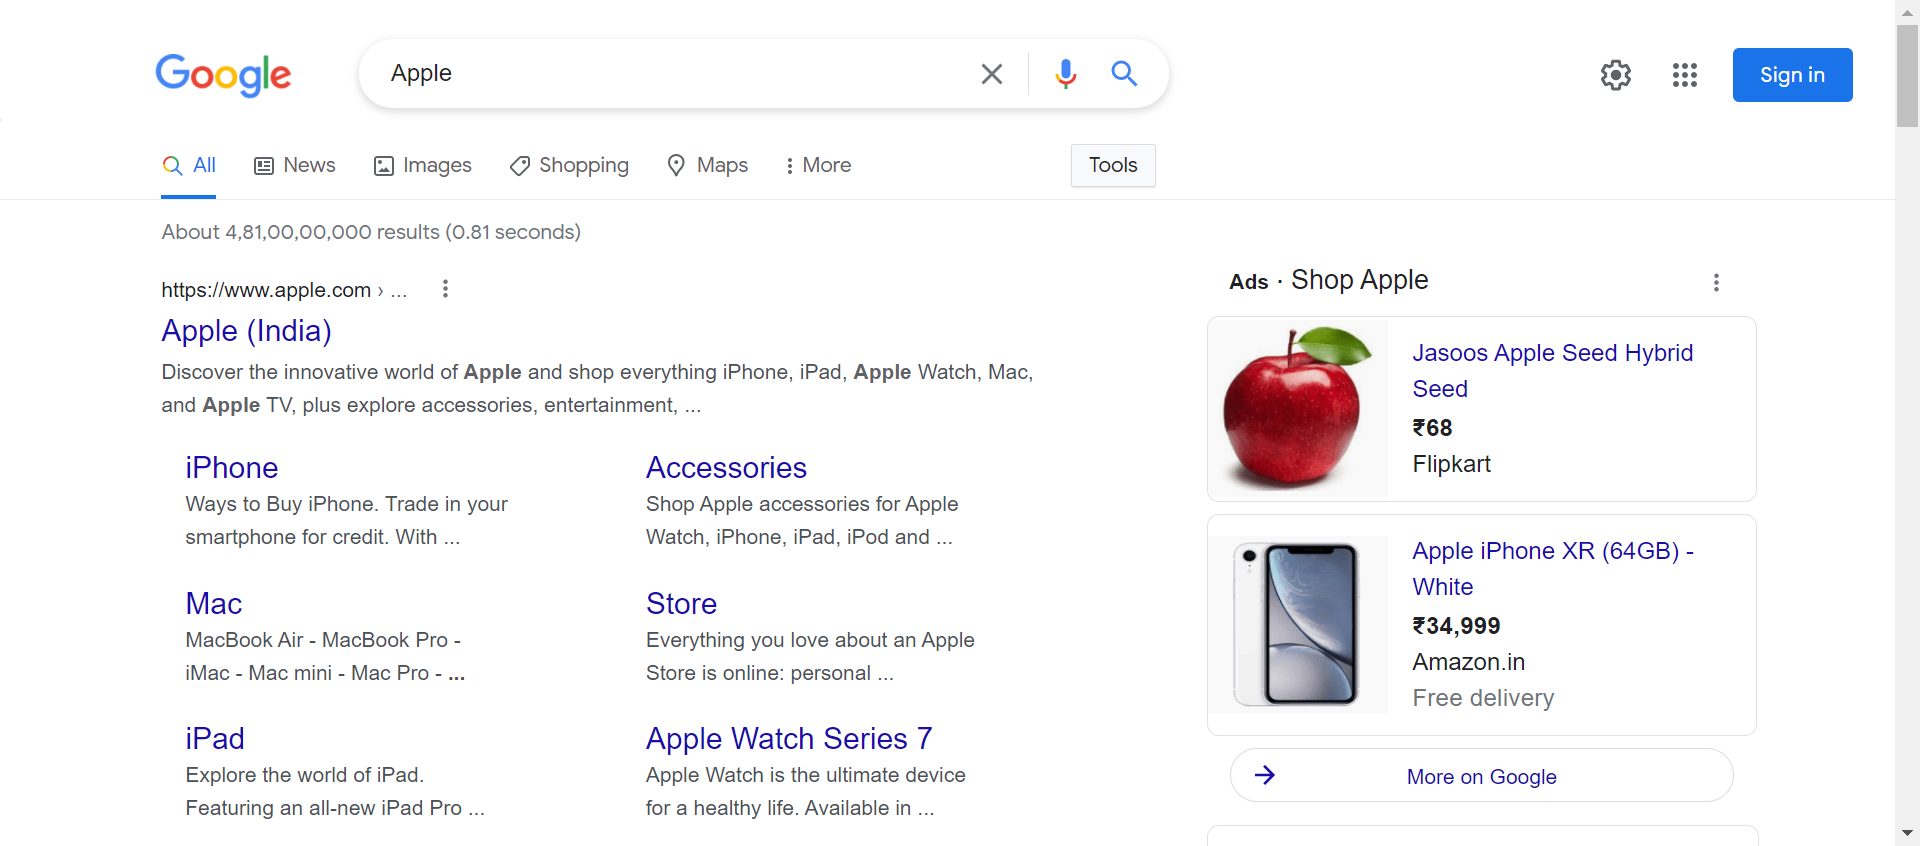 Google
Apple
Sign in
All
News
Images
Shopping
Maps
More
Tools
About 4,81,00,00,000 results (0.81 seconds)
https://www.apple.com › ...
Apple (India)
Discover the innovative world of Apple and shop everything iPhone, iPad, Apple Watch, Mac,
and Apple TV, plus explore accessories, entertainment, ...
iPhone
Ways to Buy iPhone. Trade in your
smartphone for credit. With ...
Accessories
Shop Apple accessories for Apple
Watch, iPhone, iPad, iPod and ...
Mac
MacBook Air - MacBook Pro -
iMac - Mac mini - Mac Pro - ...
Store
Everything you love about an Apple
Store is online: personal ...
iPad
Explore the world of iPad.
Featuring an all-new iPad Pro ...
Apple Watch Series 7
Apple Watch is the ultimate device
for a healthy life. Available in ...
Ads · Shop Apple
Jasoos Apple Seed Hybrid
Seed
₹68
Flipkart
Apple iPhone XR (64GB) -
White
₹34,999
Amazon.in
Free delivery
More on Google